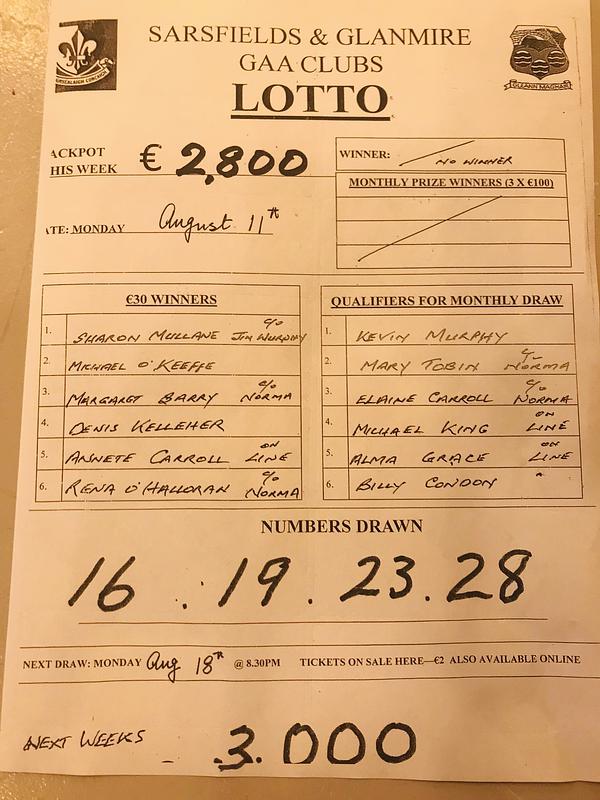 SARSFIELDS & GLANMIRE
GAA CLUBS
LOTTO
GLEANN MAGHAIR
ACKPOT
HIS WEEK
€ 2,800
WINNER: NO WINNER
MONTHLY PRIZE WINNERS (3 X €100)
ATE: MONDAY August 11th
€30 WINNERS
1. SHARON MULLANE c/o JIM MURPHY
2. MICHAEL O'KEEFFE
3. MARGARET BARRY c/o NORMA
4. DENIS KELLEHER
5. ANNETE CARROLL ON LINE
6. RENA O'HALLORAN c/o NORMA
QUALIFIERS FOR MONTHLY DRAW
1. KEVIN MURPHY
2. MARY TOBIN c/o NORMA
3. ELAINE CARROLL c/o NORMA
4. MICHAEL KING ON LINE
5. ALMA GRACE ON LINE
6. BILLY CONDON "
NUMBERS DRAWN
16 . 19 . 23 . 28
NEXT DRAW: MONDAY Aug 18th @ 8.30PM TICKETS ON SALE HERE—€2 ALSO AVAILABLE ONLINE
NEXT WEEKS 3.000